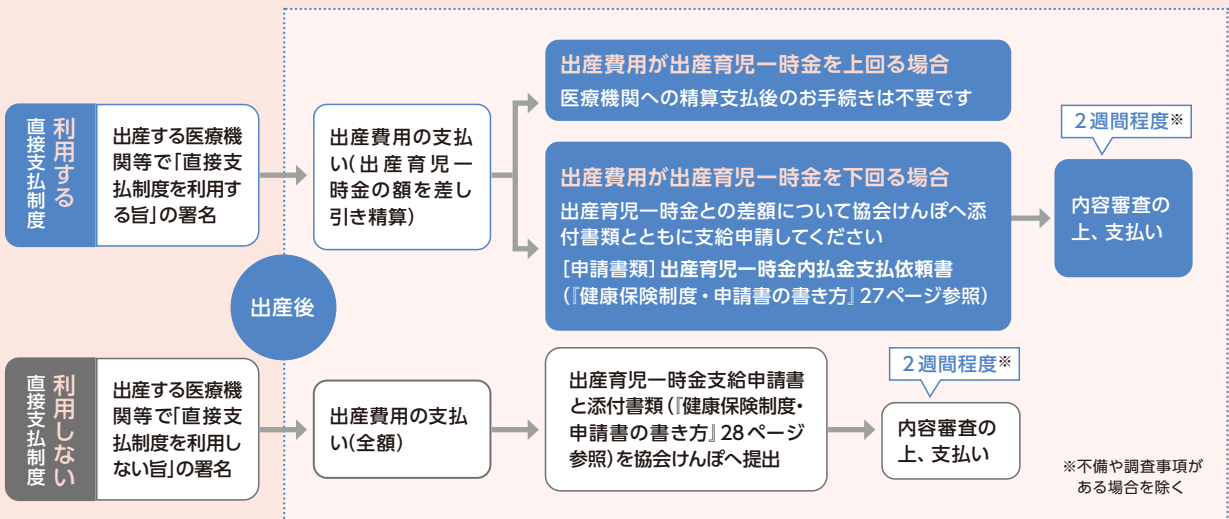 直接支払制度
利用する
出産する医療機
関等で「直接支
払制度を利用す
る旨」の署名
出産費用の支払
い(出産育児一
時金の額を差し
引き精算)
出産費用が出産育児一時金を上回る場合
医療機関への精算支払後のお手続きは不要です
出産費用が出産育児一時金を下回る場合
出産育児一時金との差額について協会けんぽへ添
付書類とともに支給申請してください
[申請書類]出産育児一時金内払金支払依頼書
(『健康保険制度・申請書の書き方』27ページ参照)
2週間程度※
内容審査の
上、支払い
出産後
直接支払制度
利用しない
出産する医療機
関等で「直接支
払制度を利用し
ない旨」の署名
出産費用の支払
い(全額)
出産育児一時金支給申請書
と添付書類(『健康保険制度・
申請書の書き方』28ページ
参照)を協会けんぽへ提出
2週間程度※
内容審査の
上、支払い
※不備や調査事項が
ある場合を除く